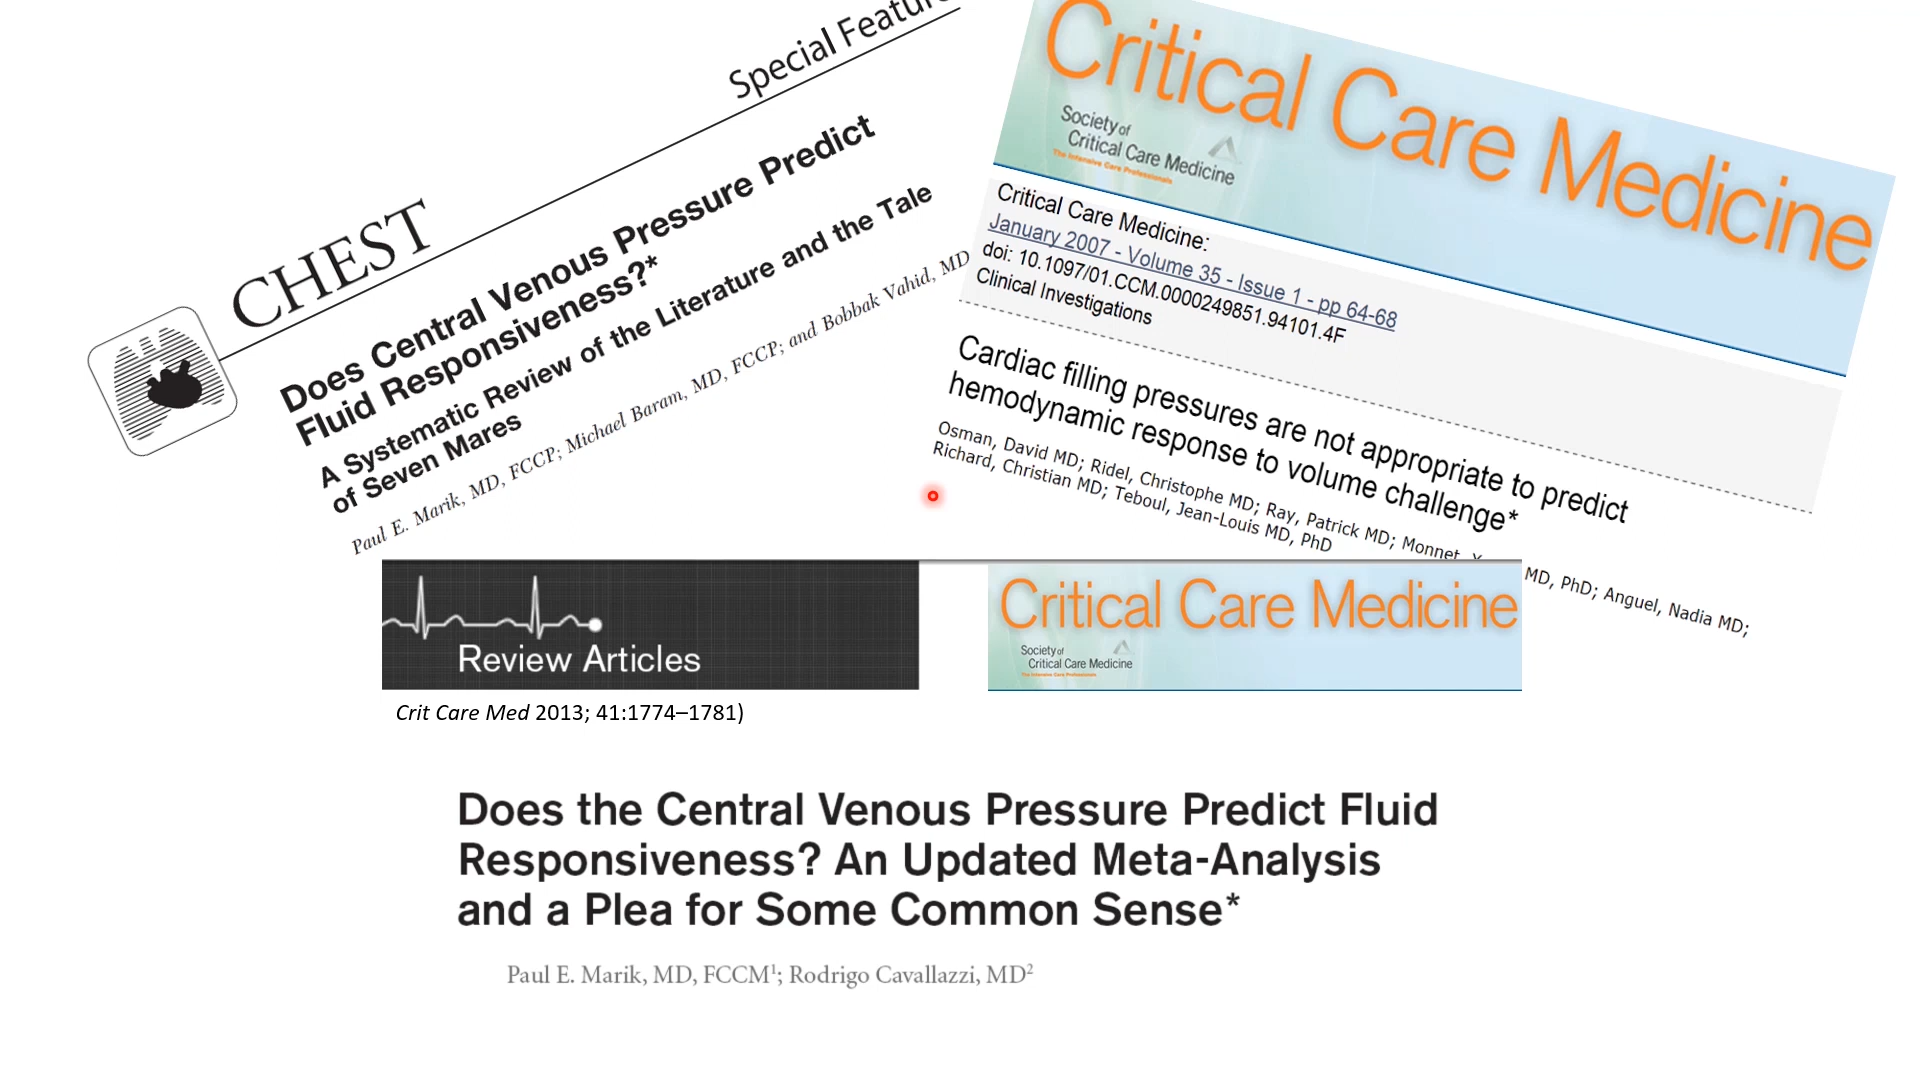 Special Feature
CHEST
Does Central Venous Pressure Predict
Fluid Responsiveness?*
A Systematic Review of the Literature and the Tale
of Seven Mares
Paul E. Marik, MD, FCCP; Michael Baram, MD, FCCP; and Bobbak Vahid, MD
Critical Care Medicine
Society of
Critical Care Medicine
The Intensive Care Professionals
Critical Care Medicine:
January 2007 - Volume 35 - Issue 1 - pp 64-68
doi: 10.1097/01.CCM.0000249851.94101.4F
Clinical Investigations
Cardiac filling pressures are not appropriate to predict
hemodynamic response to volume challenge*
Osman, David MD; Ridel, Christophe MD; Ray, Patrick MD; Monnet, X MD, PhD; Anguel, Nadia MD;
Richard, Christian MD; Teboul, Jean-Louis MD, PhD
Review Articles
Critical Care Medicine
Society of
Critical Care Medicine
The Intensive Care Professionals
Crit Care Med 2013; 41:1774–1781)
Does the Central Venous Pressure Predict Fluid
Responsiveness? An Updated Meta-Analysis
and a Plea for Some Common Sense*
Paul E. Marik, MD, FCCM1; Rodrigo Cavallazzi, MD2